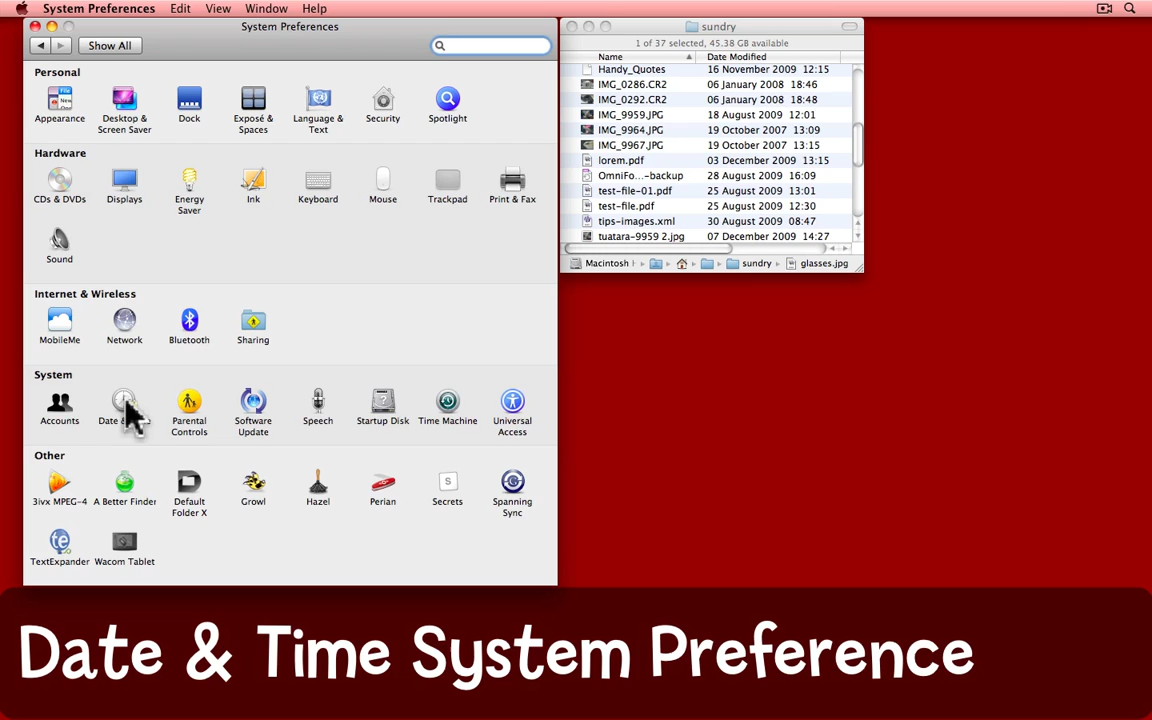 System Preferences Edit View Window Help
System Preferences
Show All
Personal
Appearance Desktop & Screen Saver Dock Exposé & Spaces Language & Text Security Spotlight
Hardware
CDs & DVDs Displays Energy Saver Ink Keyboard Mouse Trackpad Print & Fax
Sound
Internet & Wireless
MobileMe Network Bluetooth Sharing
System
Accounts Date Parental Controls Software Update Speech Startup Disk Time Machine Universal Access
Other
3ivx MPEG-4 A Better Finder Default Folder X Growl Hazel Perian Secrets Spanning Sync
TextExpander Wacom Tablet
sundry
1 of 37 selected, 45.38 GB available
Name Date Modified
Handy_Quotes 16 November 2009 12:15
IMG_0286.CR2 06 January 2008 18:46
IMG_0292.CR2 06 January 2008 18:48
IMG_9959.JPG 18 August 2009 12:01
IMG_9964.JPG 19 October 2007 13:09
IMG_9967.JPG 19 October 2007 13:15
lorem.pdf 03 December 2009 13:15
OmniFo...-backup 28 August 2009 16:09
test-file-01.pdf 25 August 2009 13:01
test-file.pdf 25 August 2009 12:30
tips-images.xml 30 August 2009 08:47
tuatara-9959 2.jpg 07 December 2009 14:27
Macintosh sundry glasses.jpg
Date & Time System Preference